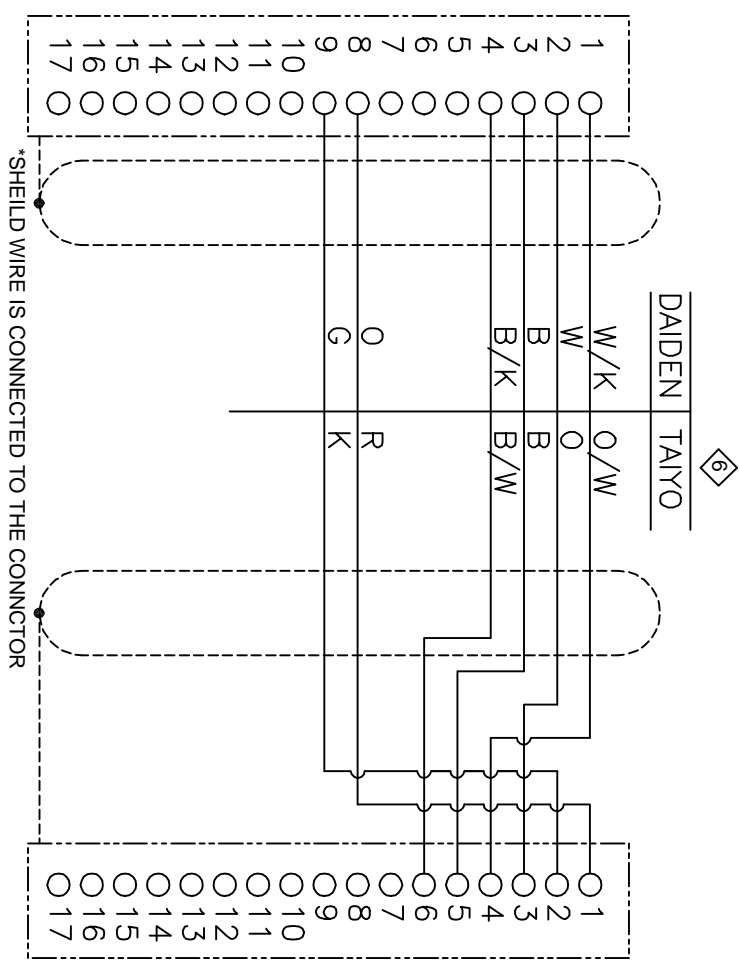 6
DAIDEN TAIYO
1 W/K O/W 1
2 W O 2
3 B B 3
4 B/K B/W 4
5 5
6 6
7 7
8 O R 8
9 G K 9
10 10
11 11
12 12
13 13
14 14
15 15
16 16
17 17
*SHEILD WIRE IS CONNECTED TO THE CONNCTOR